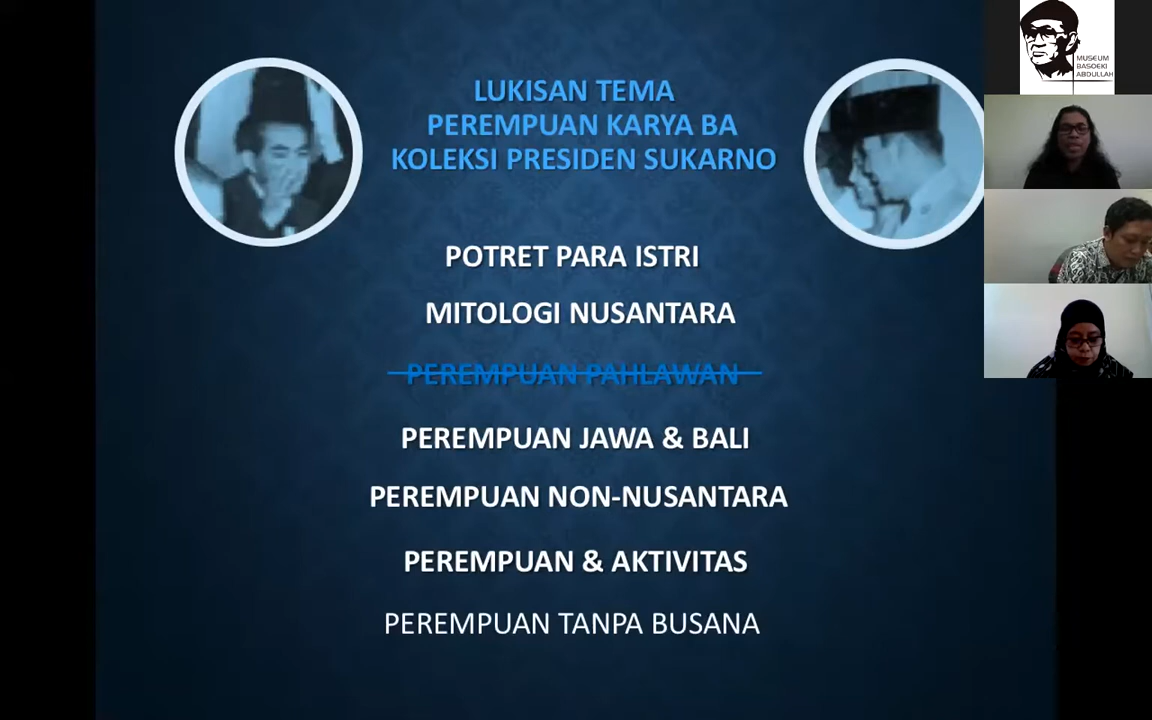 LUKISAN TEMA
PEREMPUAN KARYA BA
KOLEKSI PRESIDEN SUKARNO
POTRET PARA ISTRI
MITOLOGI NUSANTARA
PEREMPUAN PAHLAWAN
PEREMPUAN JAWA & BALI
PEREMPUAN NON-NUSANTARA
PEREMPUAN & AKTIVITAS
PEREMPUAN TANPA BUSANA
MUSEUM
BASOEKI
ABDULLAH